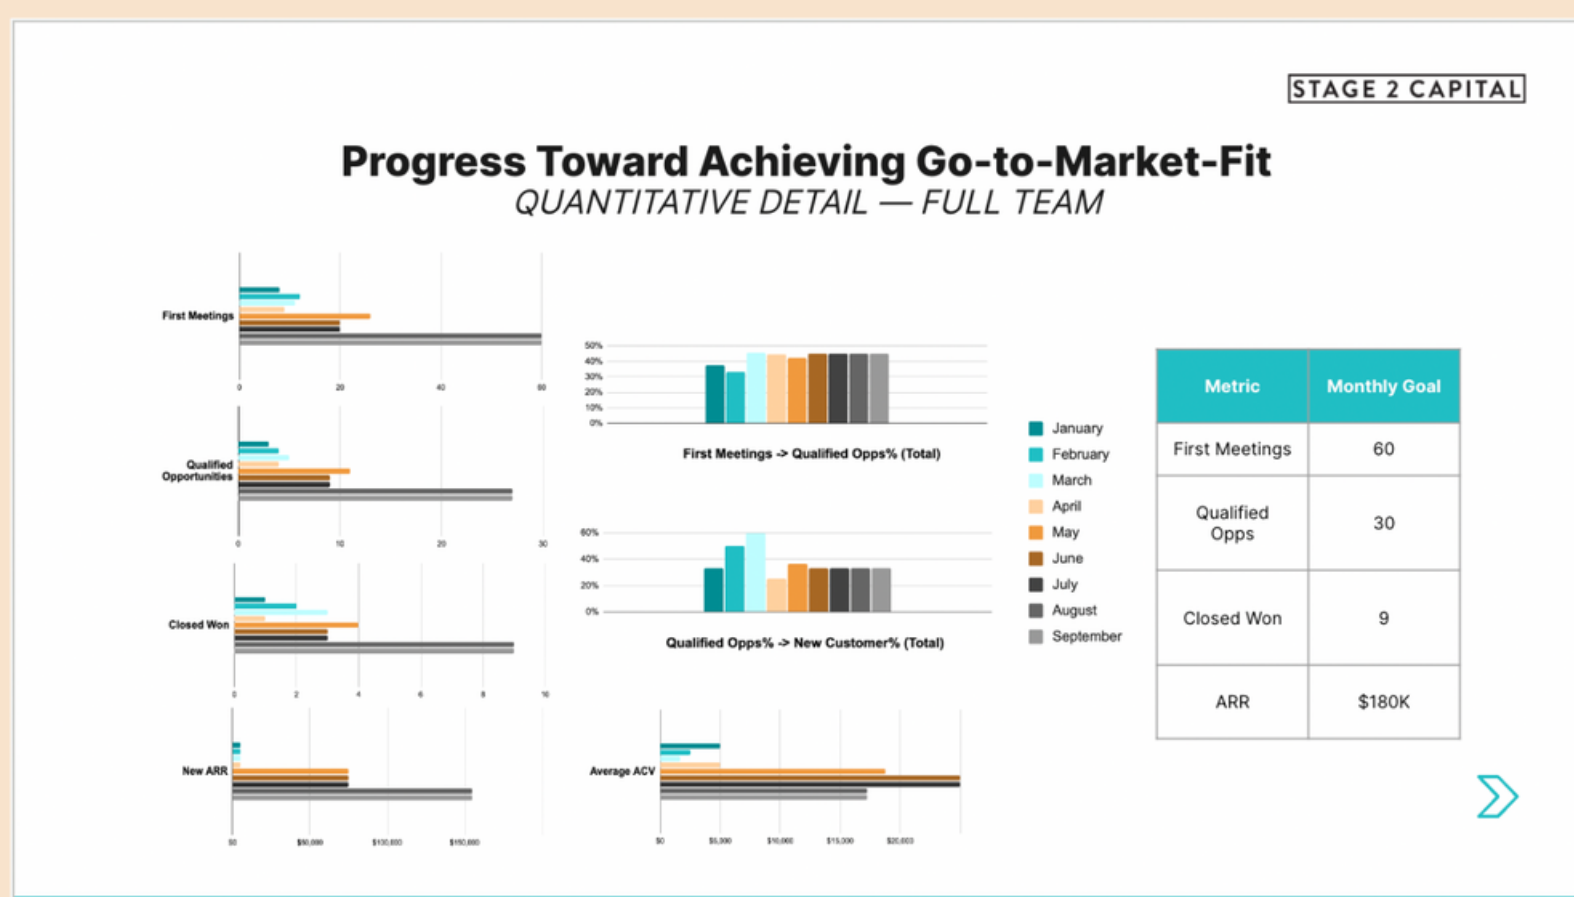 STAGE 2 CAPITAL
Progress Toward Achieving Go-to-Market-Fit
QUANTITATIVE DETAIL — FULL TEAM
First Meetings
0 20 40 60
Qualified
Opportunities
0 10 20 30
Closed Won
0 2 4 6 8 10
New ARR
$0 $50,000 $100,000 $150,000
50%
40%
30%
20%
10%
0%
First Meetings -> Qualified Opps% (Total)
60%
40%
20%
0%
Qualified Opps% -> New Customer% (Total)
Average ACV
$0 $5,000 $10,000 $15,000 $20,000
January
February
March
April
May
June
July
August
September
Metric Monthly Goal
First Meetings 60
Qualified
Opps
30
Closed Won 9
ARR $180K